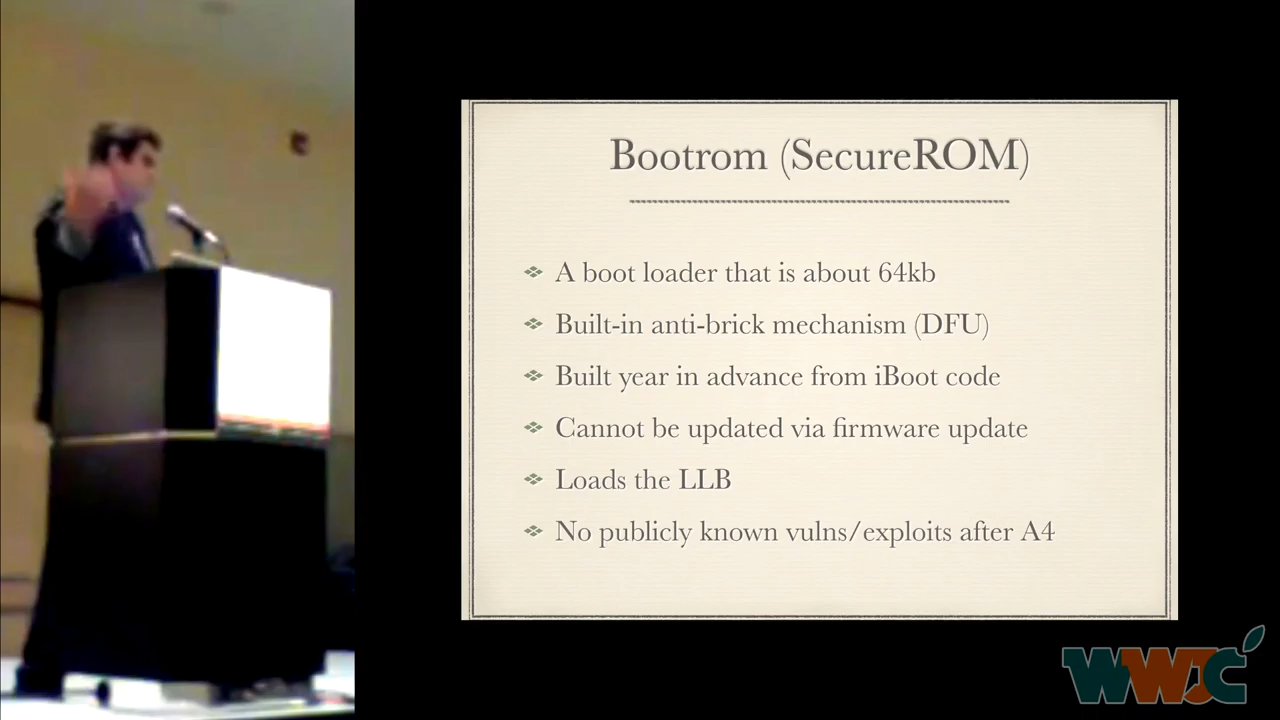 Bootrom (SecureROM)
A boot loader that is about 64kb
Built-in anti-brick mechanism (DFU)
Built year in advance from iBoot code
Cannot be updated via firmware update
Loads the LLB
No publicly known vulns/exploits after A4
WWJC